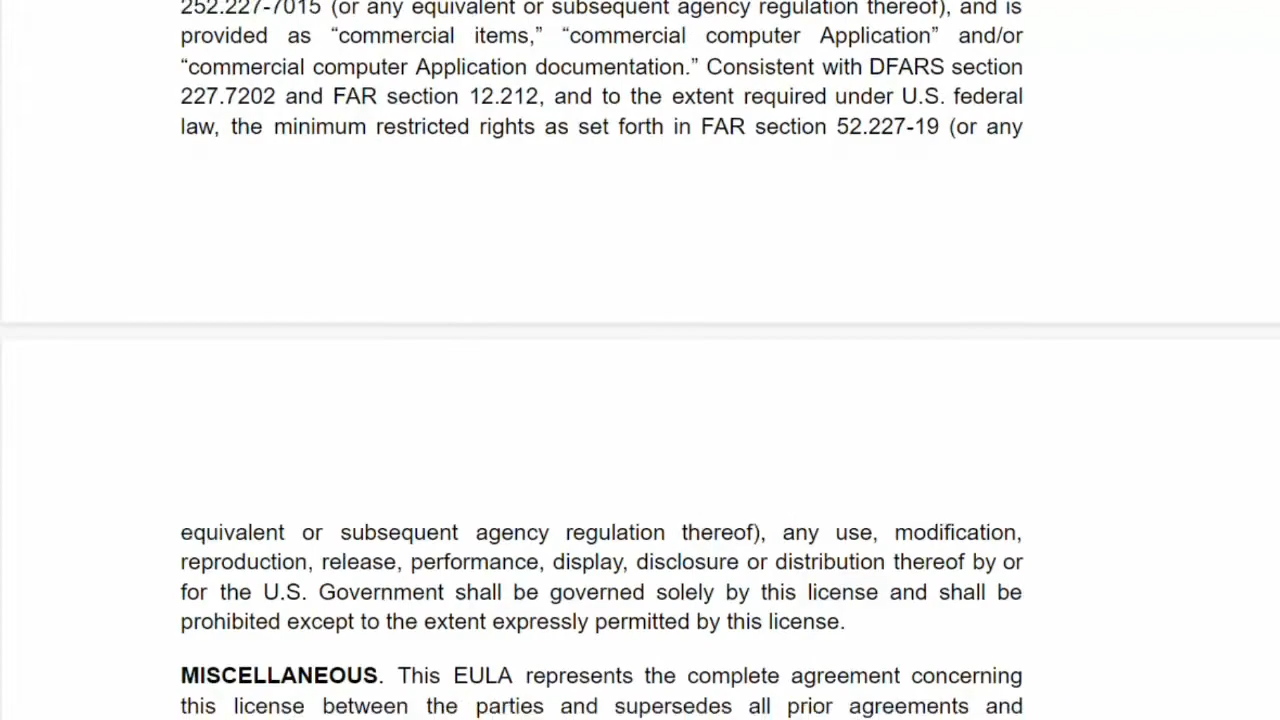 252.227-7015 (or any equivalent or subsequent agency regulation thereof), and is
provided as “commercial items,” “commercial computer Application” and/or
“commercial computer Application documentation.” Consistent with DFARS section
227.7202 and FAR section 12.212, and to the extent required under U.S. federal
law, the minimum restricted rights as set forth in FAR section 52.227-19 (or any
equivalent or subsequent agency regulation thereof), any use, modification,
reproduction, release, performance, display, disclosure or distribution thereof by or
for the U.S. Government shall be governed solely by this license and shall be
prohibited except to the extent expressly permitted by this license.
MISCELLANEOUS. This EULA represents the complete agreement concerning
this license between the parties and supersedes all prior agreements and